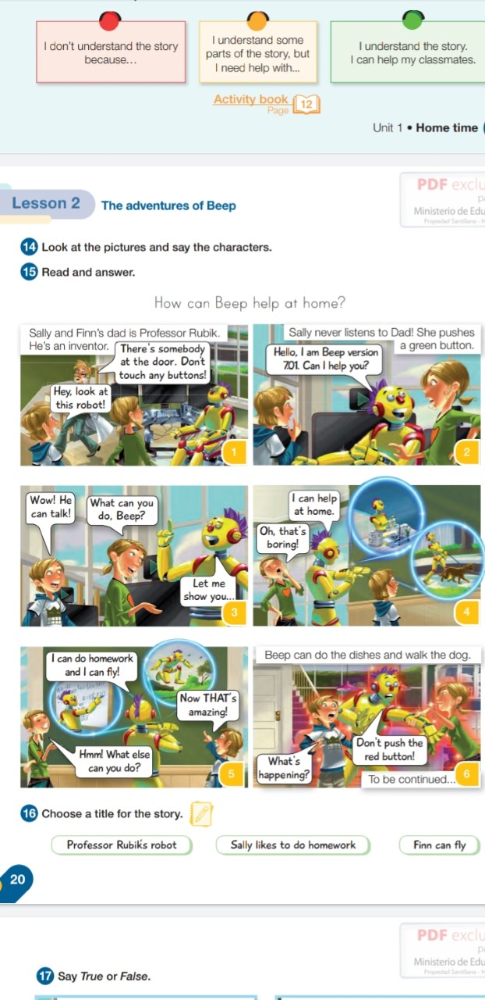 I don't understand the story
because...
I understand some
parts of the story, but
I need help with...
I understand the story.
I can help my classmates.
Activity book
Page
12
Unit 1 • Home time
PDF exclu
Ministerio de Edu
Propiedad Santillana - M
Lesson 2
The adventures of Beep
14 Look at the pictures and say the characters.
15 Read and answer.
How can Beep help at home?
Sally and Finn's dad is Professor Rubik.
He's an inventor.
There's somebody
at the door. Don't
touch any buttons!
Hey, look at
this robot!
1
Sally never listens to Dad! She pushes
a green button.
Hello, I am Beep version
7.01. Can I help you?
2
Wow! He
can talk!
What can you
do, Beep?
Let me
show you...
3
I can help
at home.
Oh, that's
boring!
4
I can do homework
and I can fly!
Now THAT's
amazing!
Hmm! What else
can you do?
5
Beep can do the dishes and walk the dog.
What's
happening?
Don't push the
red button!
To be continued...
6
16 Choose a title for the story.
Professor Rubik's robot
Sally likes to do homework
Finn can fly
20
PDF exclu
Ministerio de Edu
Propiedad Santillana - M
17 Say True or False.